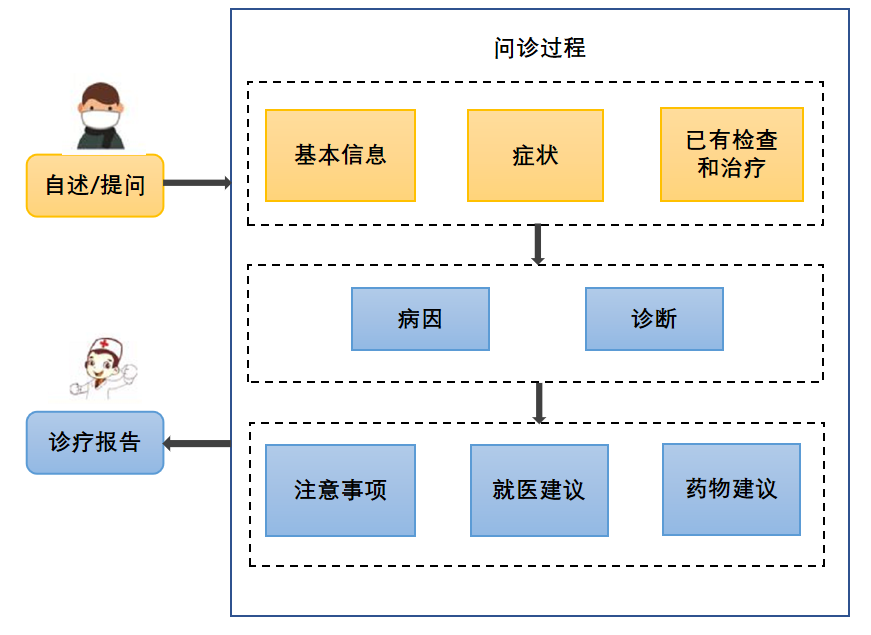 问诊过程
自述/提问
基本信息
症状
已有检查
和治疗
病因
诊断
诊疗报告
注意事项
就医建议
药物建议